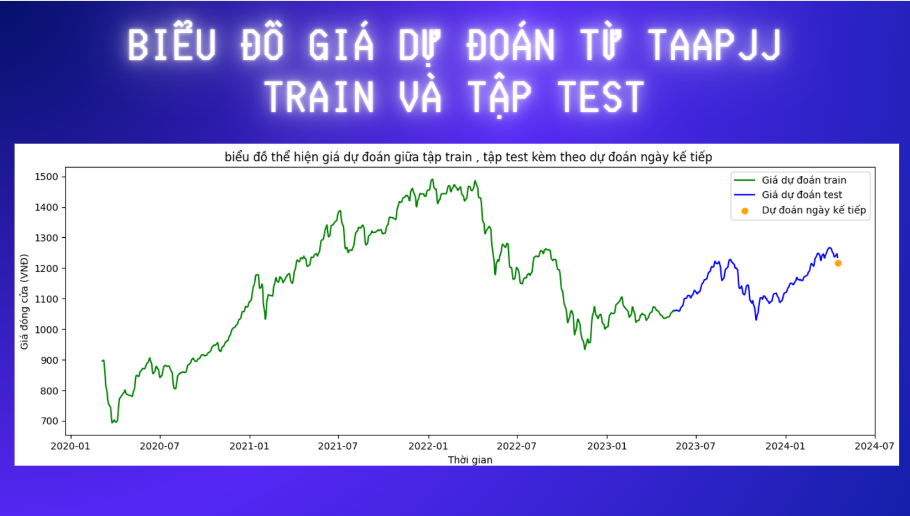 BIỂU ĐỒ GIÁ DỰ ĐOÁN TỪ TAAPJJ
TRAIN VÀ TẬP TEST
biểu đồ thể hiện giá dự đoán giữa tập train , tập test kèm theo dự đoán ngày kế tiếp
Giá dự đoán train
Giá dự đoán test
Dự đoán ngày kế tiếp
Giá đóng cửa (VNĐ)
1500
1400
1300
1200
1100
1000
900
800
700
2020-01 2020-07 2021-01 2021-07 2022-01 2022-07 2023-01 2023-07 2024-01 2024-07
Thời gian